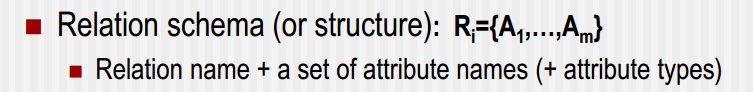 Relation schema (or structure): Ri={A1,…,Am}
Relation name + a set of attribute names (+ attribute types)